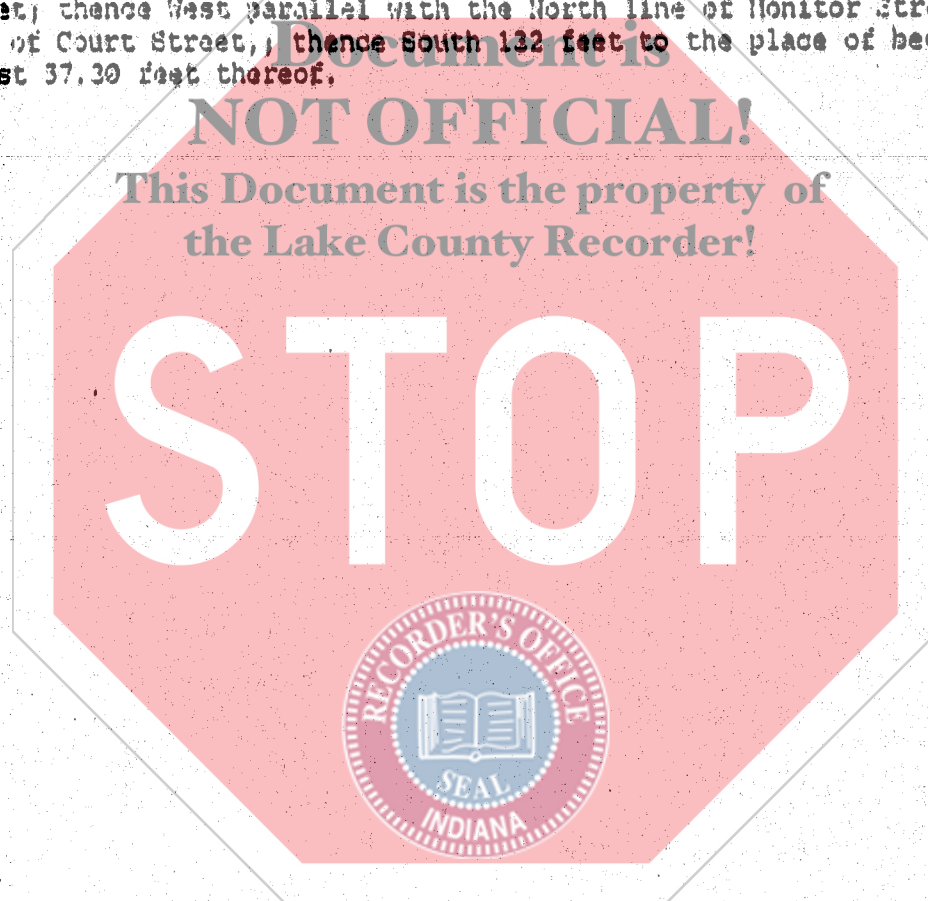 et; thence West parallel with the North line of Monitor Stre
of Court Street,; thence South 132 feet to the place of beg
st 37.30 feet thereof.
Document is
NOT OFFICIAL!
This Document is the property of
the Lake County Recorder!
STOP
RECORDER'S OFFICE
SEAL
INDIANA